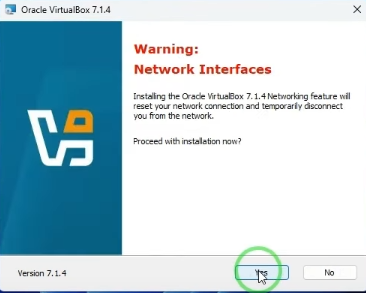 Oracle VirtualBox 7.1.4
Warning:
Network Interfaces
Installing the Oracle VirtualBox 7.1.4 Networking feature will
reset your network connection and temporarily disconnect
you from the network.
Proceed with installation now?
Version 7.1.4
Yes
No